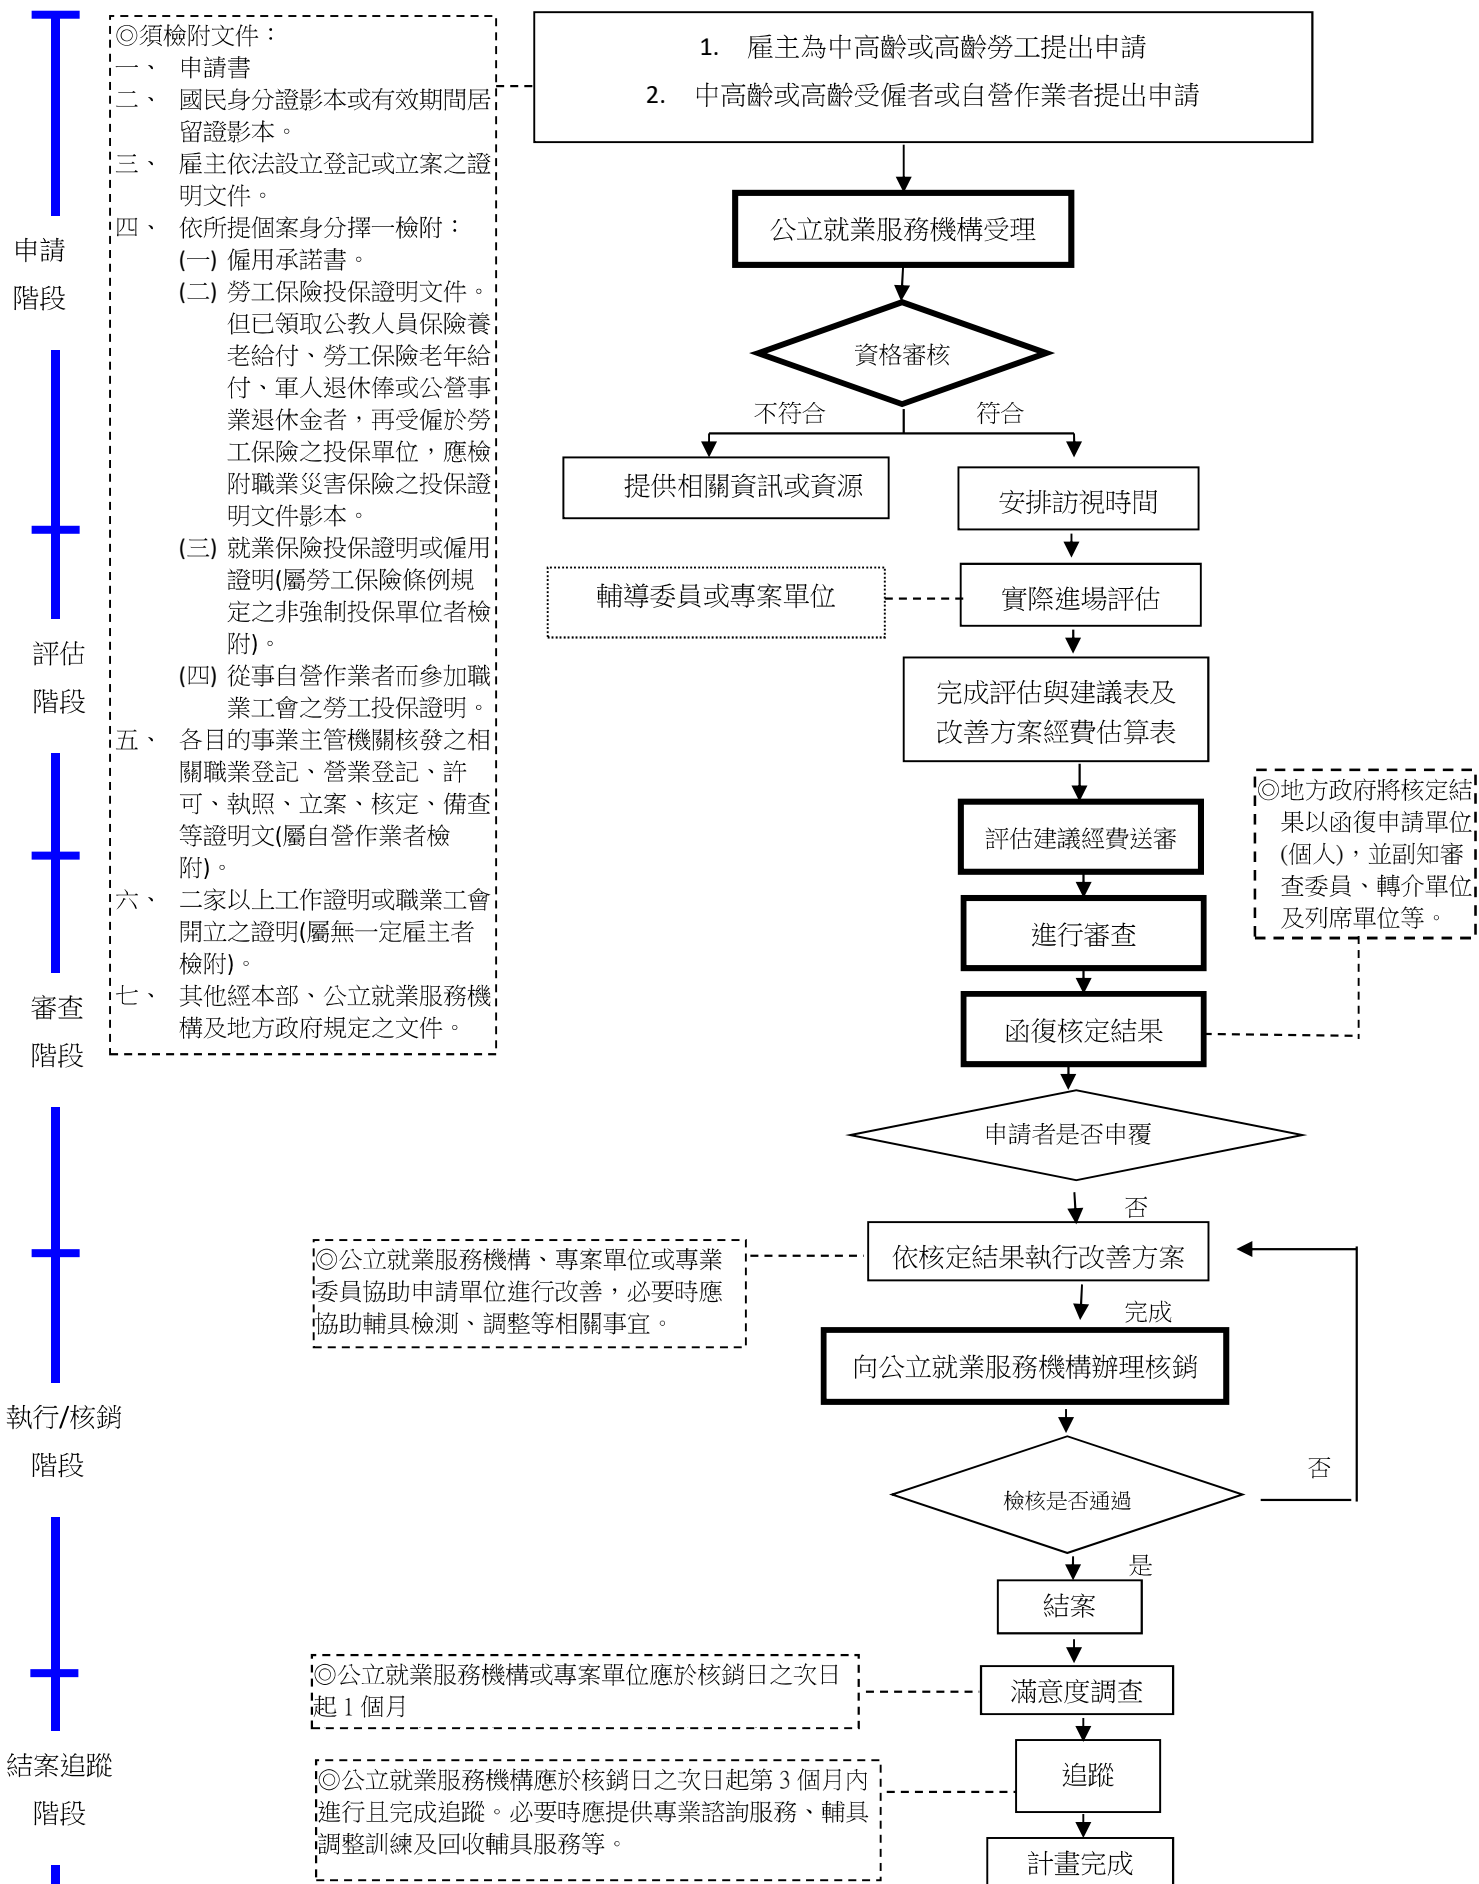 ◎須檢附文件：
一、 申請書
二、 國民身分證影本或有效期間居
留證影本。
三、 雇主依法設立登記或立案之證
明文件。
四、 依所提個案身分擇一檢附：
(一) 僱用承諾書。
(二) 勞工保險投保證明文件。
但已領取公教人員保險養
老給付、勞工保險老年給
付、軍人退休俸或公營事
業退休金者，再受僱於勞
工保險之投保單位，應檢
附職業災害保險之投保證
明文件影本。
(三) 就業保險投保證明或僱用
證明(屬勞工保險條例規
定之非強制投保單位者檢
附)。
(四) 從事自營作業者而參加職
業工會之勞工投保證明。
五、 各目的事業主管機關核發之相
關職業登記、營業登記、許
可、執照、立案、核定、備查
等證明文(屬自營作業者檢
附)。
六、 二家以上工作證明或職業工會
開立之證明(屬無一定雇主者
檢附)。
七、 其他經本部、公立就業服務機
構及地方政府規定之文件。
1. 雇主為中高齡或高齡勞工提出申請
2. 中高齡或高齡受僱者或自營作業者提出申請
公立就業服務機構受理
申請
階段
資格審核
不符合
符合
提供相關資訊或資源
安排訪視時間
輔導委員或專案單位
實際進場評估
評估
階段
完成評估與建議表及
改善方案經費估算表
評估建議經費送審
◎地方政府將核定結
果以函復申請單位
(個人)，並副知審
查委員、轉介單位
及列席單位等。
進行審查
審查
階段
函復核定結果
申請者是否申覆
否
◎公立就業服務機構、專案單位或專業
委員協助申請單位進行改善，必要時應
協助輔具檢測、調整等相關事宜。
依核定結果執行改善方案
完成
向公立就業服務機構辦理核銷
執行/核銷
階段
檢核是否通過
否
是
結案
◎公立就業服務機構或專案單位應於核銷日之次日
起 1 個月
滿意度調查
結案追蹤
階段
◎公立就業服務機構應於核銷日之次日起第 3 個月內
進行且完成追蹤。必要時應提供專業諮詢服務、輔具
調整訓練及回收輔具服務等。
追蹤
計畫完成